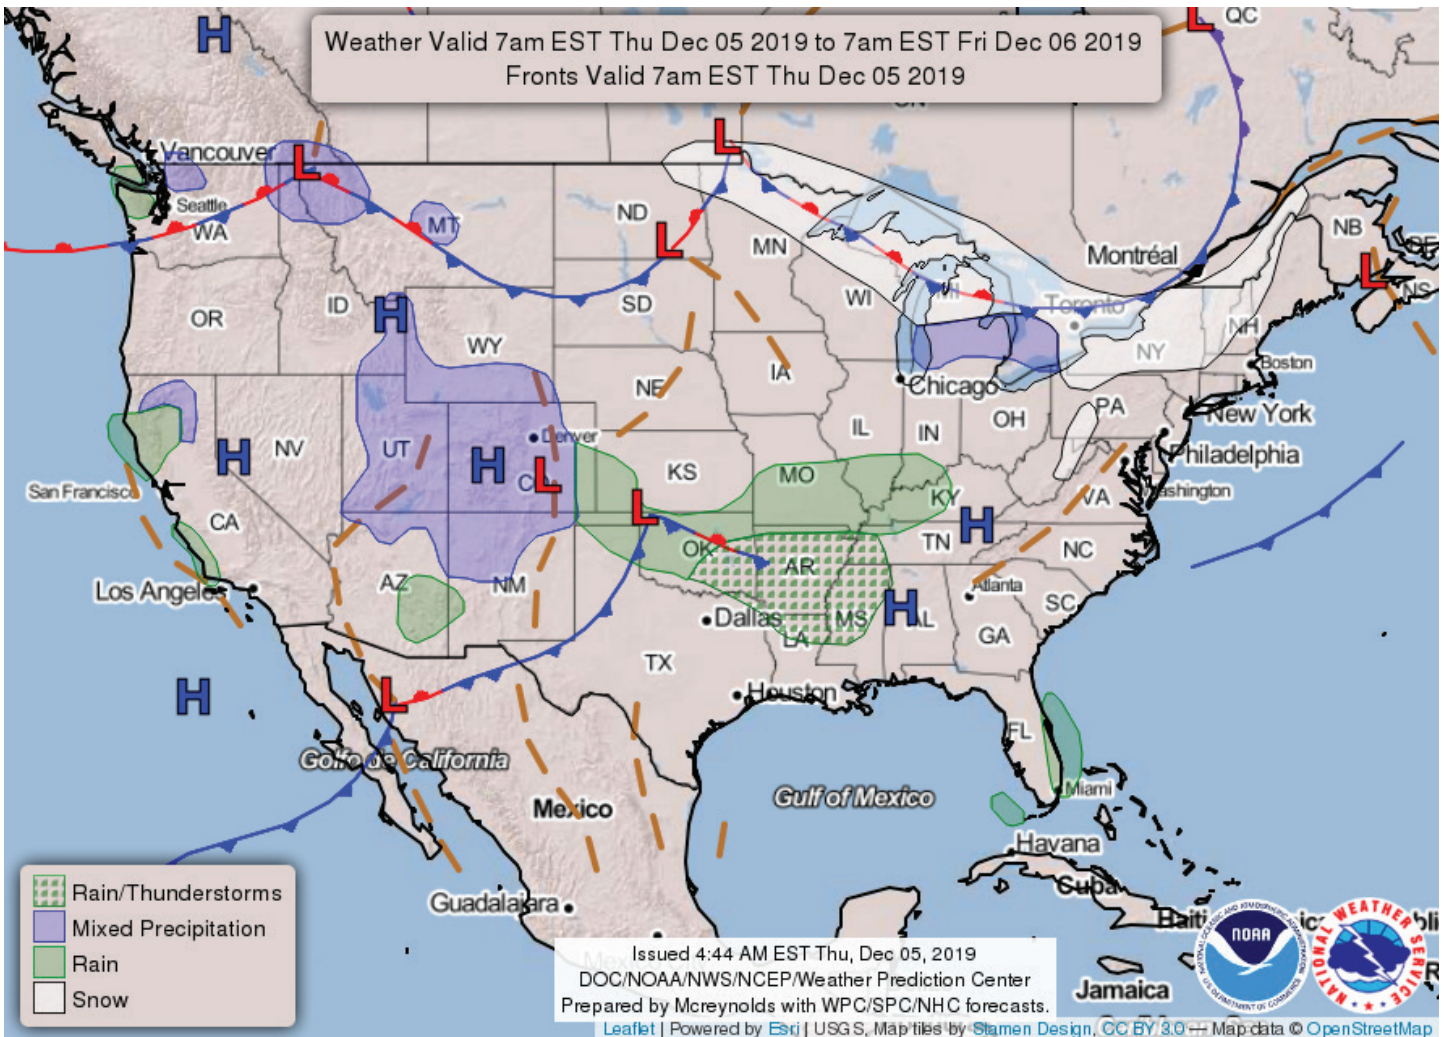 QC
H
L
Weather Valid 7am EST Thu Dec 05 2019 to 7am EST Fri Dec 06 2019
Fronts Valid 7am EST Thu Dec 05 2019
L
Vancouver
L
Seattle
WA
MT
ND
L
MN
Montréal
NB
L
NS
OR
ID
H
SD
WI
MI
Toronto
NH
WY
NE
IA
Chicago
NY
Boston
PA
New York
NV
H
UT
Denver
H
L
KS
MO
IL
IN
OH
Philadelphia
Washington
San Francisco
CA
L
OK
KY
VA
H
TN
NC
Los Angeles
AZ
NM
AR
Atlanta
SC
Dallas
MS
H
AL
GA
LA
TX
H
L
Houston
FL
Golfo de California
Mexico
Gulf of Mexico
Miami
Havana
Cuba
Guadalajara
Haiti
Jamaica
Rain/Thunderstorms
Mixed Precipitation
Rain
Snow
Issued 4:44 AM EST Thu, Dec 05, 2019
DOC/NOAA/NWS/NCEP/Weather Prediction Center
Prepared by Mcreynolds with WPC/SPC/NHC forecasts.
NOAA
NATIONAL WEATHER SERVICE
Leaflet | Powered by Esri | USGS, Map tiles by Stamen Design, CC BY 3.0 — Map data © OpenStreetMap